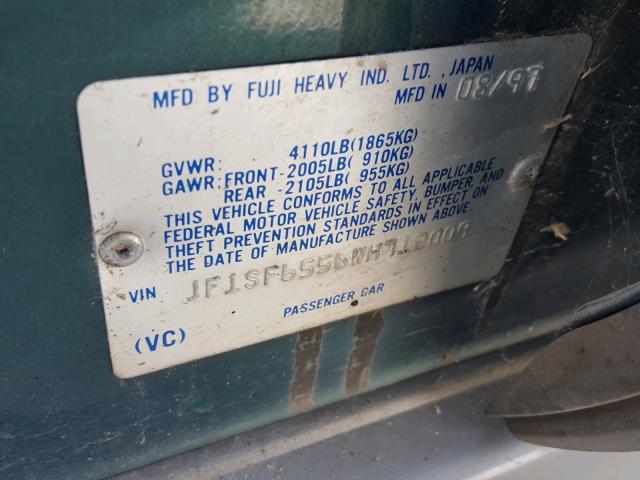 MFD BY FUJI HEAVY IND. LTD., JAPAN
MFD IN 08/97
GVWR: 4110LB(1865KG)
GAWR: FRONT-2005LB( 910KG)
REAR -2105LB( 955KG)
THIS VEHICLE CONFORMS TO ALL APPLICABLE
FEDERAL MOTOR VEHICLE SAFETY, BUMPER, AND
THEFT PREVENTION STANDARDS IN EFFECT ON
THE DATE OF MANUFACTURE SHOWN ABOVE.
VIN
PASSENGER CAR
(VC)